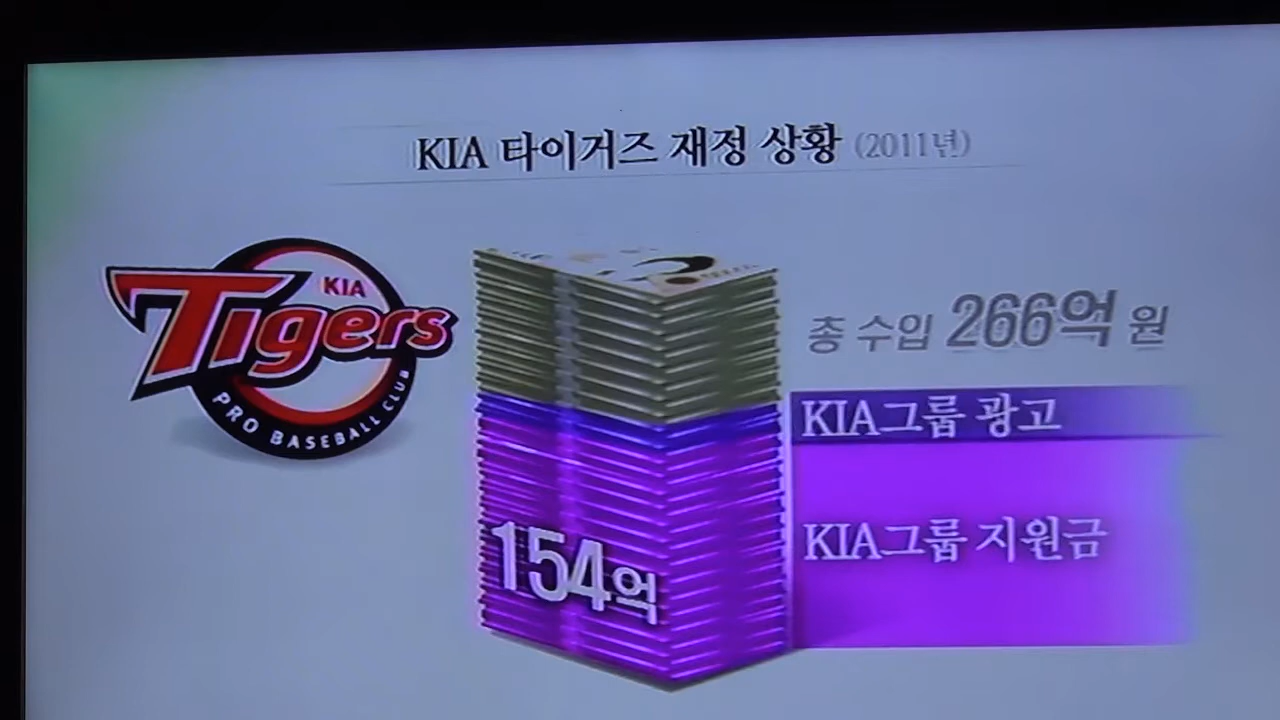 KIA 타이거즈 재정 상황 (2011년)
KIA
Tigers
PRO BASEBALL CLUB
총 수입 266억 원
KIA그룹 광고
KIA그룹 지원금
154억